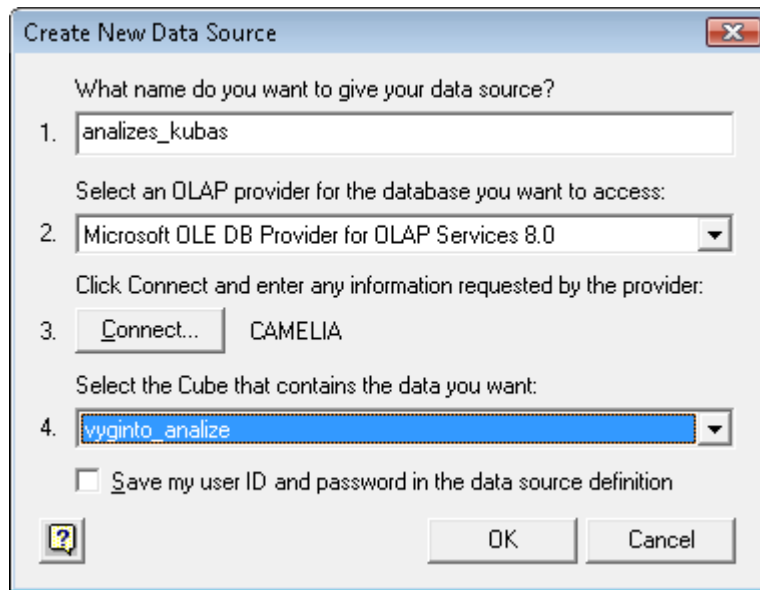 Create New Data Source
What name do you want to give your data source?
1. analizes_kubas
Select an OLAP provider for the database you want to access:
2. Microsoft OLE DB Provider for OLAP Services 8.0
Click Connect and enter any information requested by the provider:
3. Connect... CAMELIA
Select the Cube that contains the data you want:
4. vyginto_analize
Save my user ID and password in the data source definition
? OK Cancel